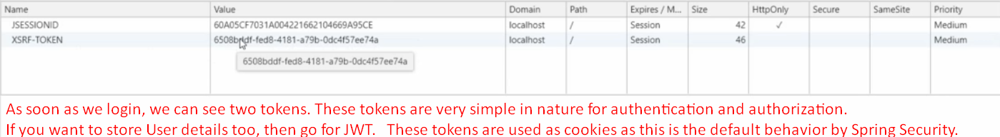 Name Value Domain Path Expires / M... Size HttpOnly Secure SameSite Priority
JSESSIONID 60A05CF7031A004221662104669A95CE localhost / Session 42 ✓ Medium
XSRF-TOKEN 6508bddf-fed8-4181-a79b-0dc4f57ee74a localhost / Session 46 Medium
6508bddf-fed8-4181-a79b-0dc4f57ee74a
As soon as we login, we can see two tokens. These tokens are very simple in nature for authentication and authorization.
If you want to store User details too, then go for JWT. These tokens are used as cookies as this is the default behavior by Spring Security.